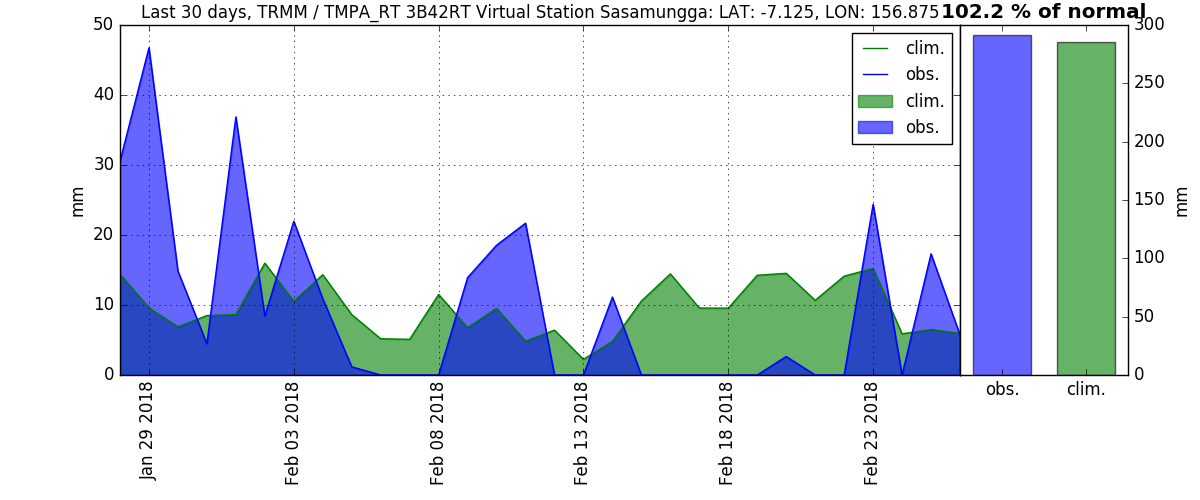 Last 30 days, TRMM / TMPA_RT 3B42RT Virtual Station Sasamungga: LAT: -7.125, LON: 156.875
102.2 % of normal
50
40
30
20
10
0
mm
clim.
obs.
clim.
obs.
Jan 29 2018
Feb 03 2018
Feb 08 2018
Feb 13 2018
Feb 18 2018
Feb 23 2018
300
250
200
150
100
50
0
mm
obs.
clim.